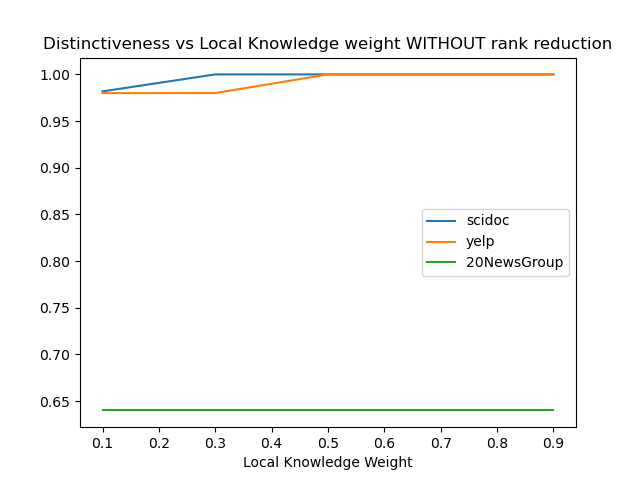 Distinctiveness vs Local Knowledge weight WITHOUT rank reduction
1.00
0.95
0.90
0.85
0.80
0.75
0.70
0.65
scidoc
yelp
20NewsGroup
0.1 0.2 0.3 0.4 0.5 0.6 0.7 0.8 0.9
Local Knowledge Weight